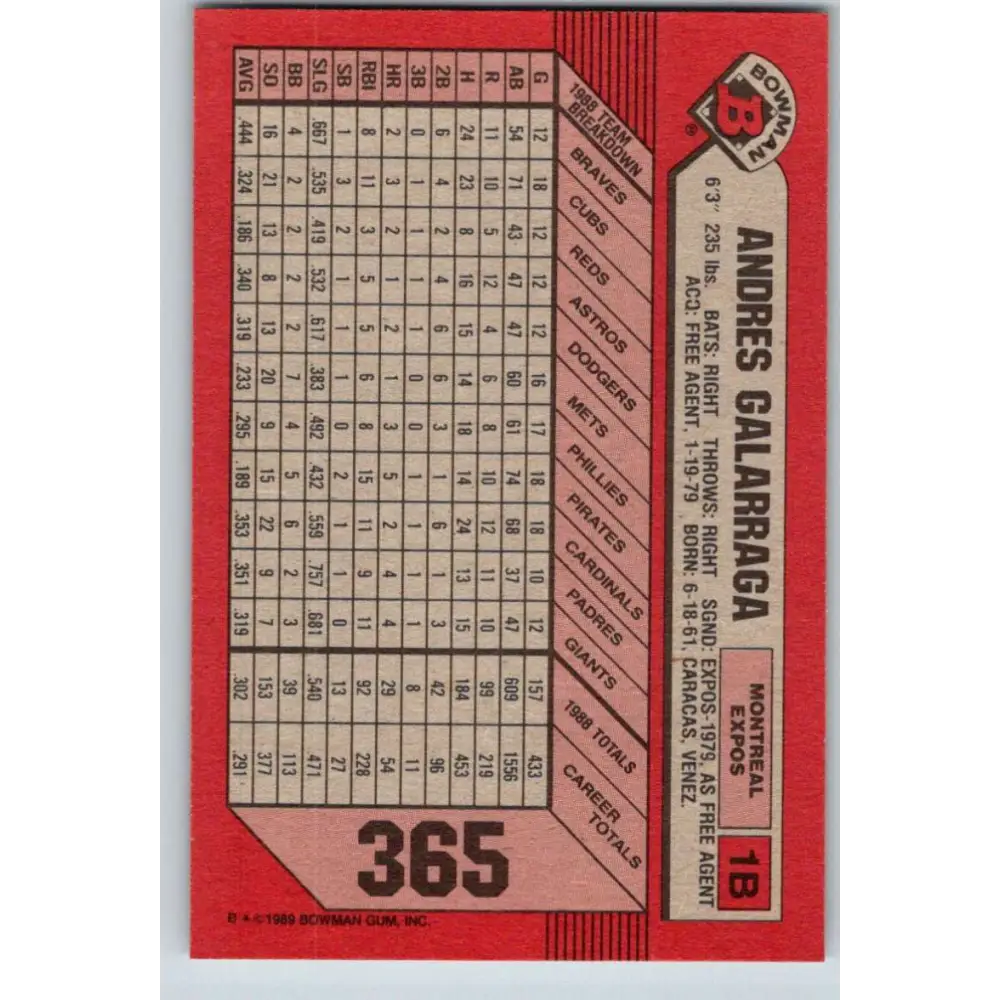 BOWMAN
B
®
ANDRES GALARRAGA
MONTREAL
EXPOS
1B
6'3" 235 lbs. BATS: RIGHT THROWS: RIGHT SGND: EXPOS-1979, AS FREE AGENT
ACQ: FREE AGENT, 1-19-79 BORN: 6-18-61, CARACAS, VENEZ.
1988 TEAM
BREAKDOWN
BRAVES
CUBS
REDS
ASTROS
DODGERS
METS
PHILLIES
PIRATES
CARDINALS
PADRES
GIANTS
1988 TOTALS
CAREER
TOTALS
G 12 18 12 12 12 16 17 18 18 10 12 157 433
AB 54 71 43 47 47 60 61 74 68 37 47 609 1556
R 11 10 5 12 4 6 8 10 12 11 10 99 219
H 24 23 8 16 15 14 18 14 24 13 15 184 453
2B 6 4 2 4 6 6 3 1 6 1 3 42 96
3B 0 1 1 1 1 0 0 1 1 1 1 8 11
HR 2 3 2 1 2 1 3 5 2 4 4 29 54
RBI 8 11 3 5 5 6 8 15 11 9 11 92 228
SB 1 3 2 1 1 1 0 2 1 1 0 13 27
SLG .667 .535 .419 .532 .617 .383 .492 .432 .559 .757 .681 .540 .471
BB 4 2 2 2 2 7 4 5 6 2 3 39 113
SO 16 21 13 8 13 20 9 15 22 9 7 153 377
AVG .444 .324 .186 .340 .319 .233 .295 .189 .353 .351 .319 .302 .291
365
B * ©1989 BOWMAN GUM, INC.